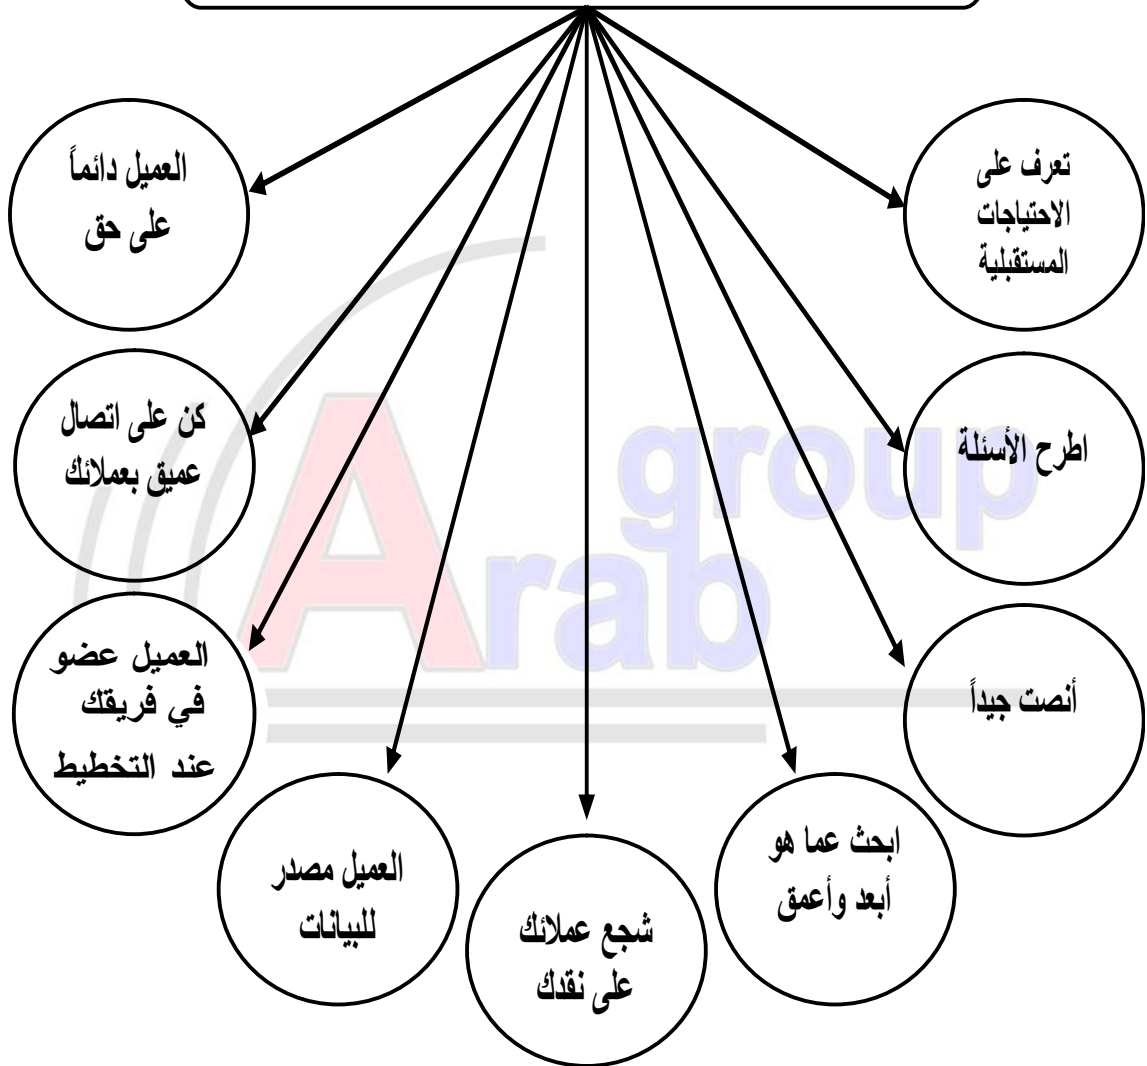 تعرف على
الاحتياجات
المستقبلية
اطرح الأسئلة
أنصت جيداً
ابحث عما هو
أبعد وأعمق
شجع عملائك
على نقدك
العميل مصدر
للبيانات
العميل عضو
في فريقك
عند التخطيط
كن على اتصال
عميق بعملائك
العميل دائماً
على حق
group
Arab